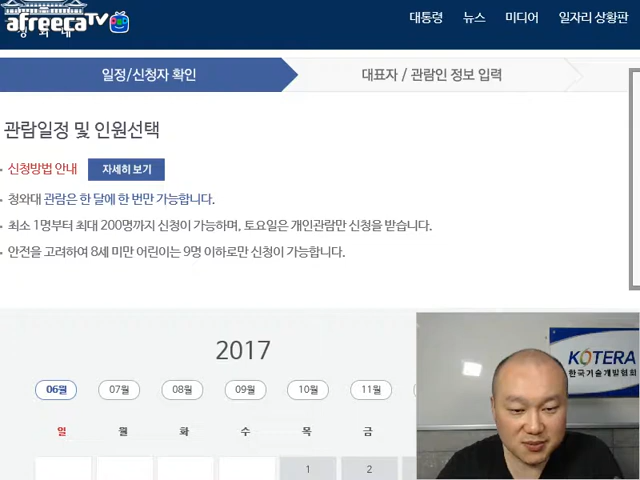 afreecaTV
청 와 대
대통령 뉴스 미디어 일자리 상황판
일정/신청자 확인
대표자 / 관람인 정보 입력
관람일정 및 인원선택
신청방법 안내 자세히 보기
청와대 관람은 한 달에 한 번만 가능합니다.
최소 1명부터 최대 200명까지 신청이 가능하며, 토요일은 개인관람만 신청을 받습니다.
안전을 고려하여 8세 미만 어린이는 9명 이하로만 신청이 가능합니다.
2017
06월 07월 08월 09월 10월 11월
일 월 화 수 목 금
1 2
KOTERA
한국기술개발협회